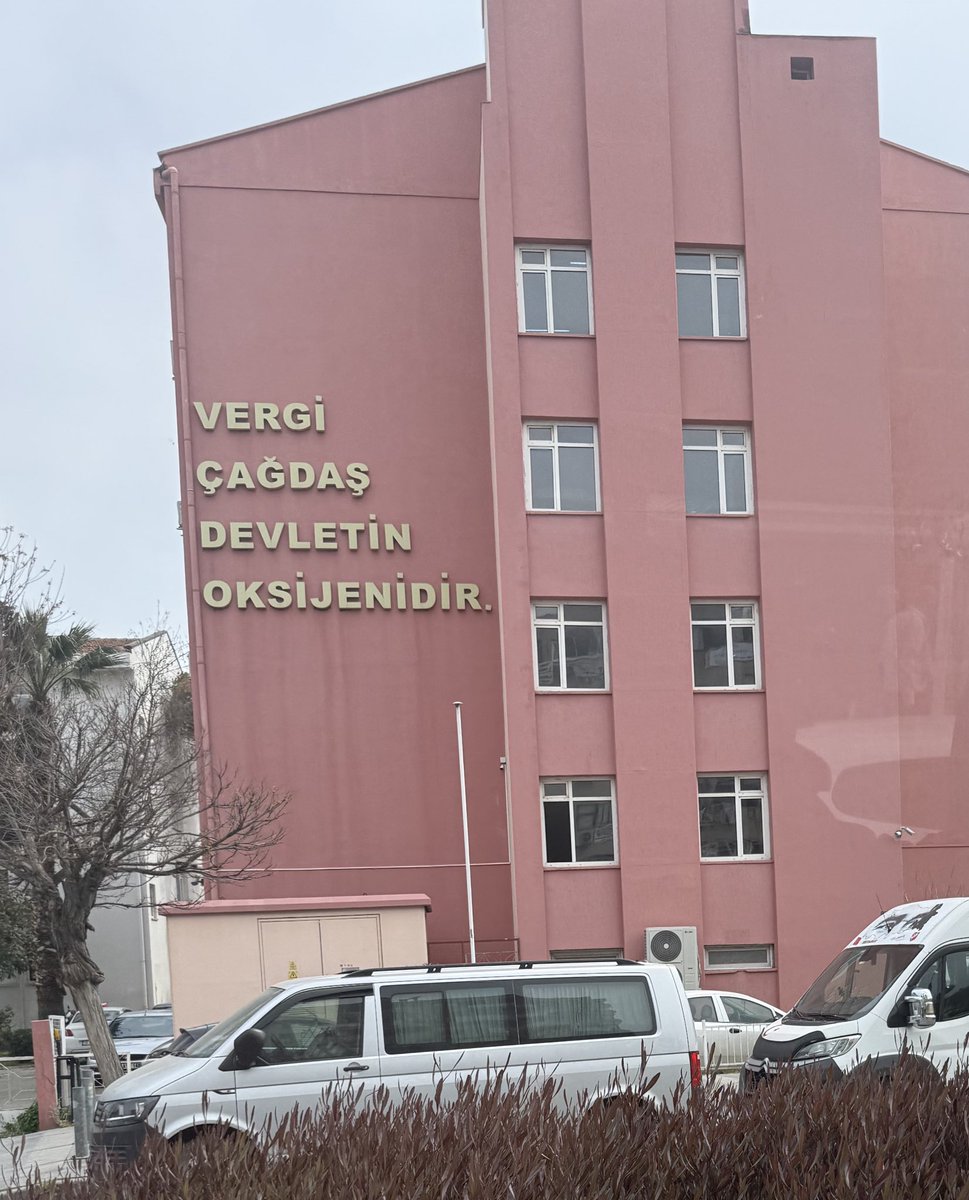 VERGİ
ÇAĞDAŞ
DEVLETİN
OKSİJENİDİR.